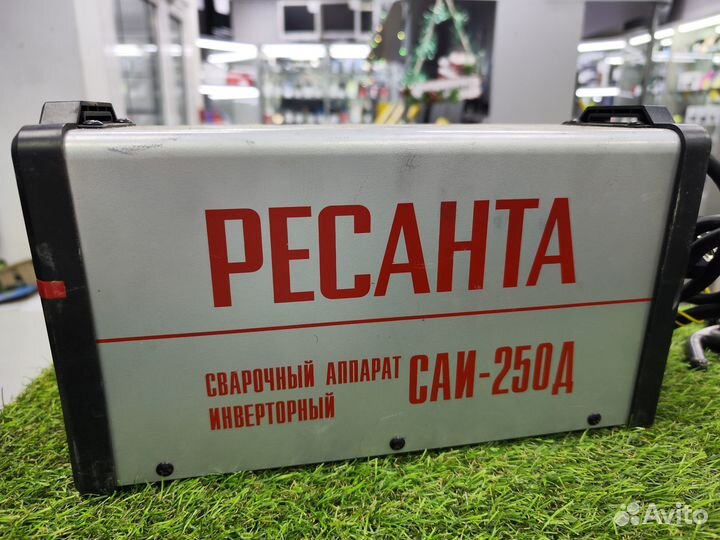 РЕСАНТА
СВАРОЧНЫЙ АППАРАТ САИ-250Д
ИНВЕРТОРНЫЙ
Avito